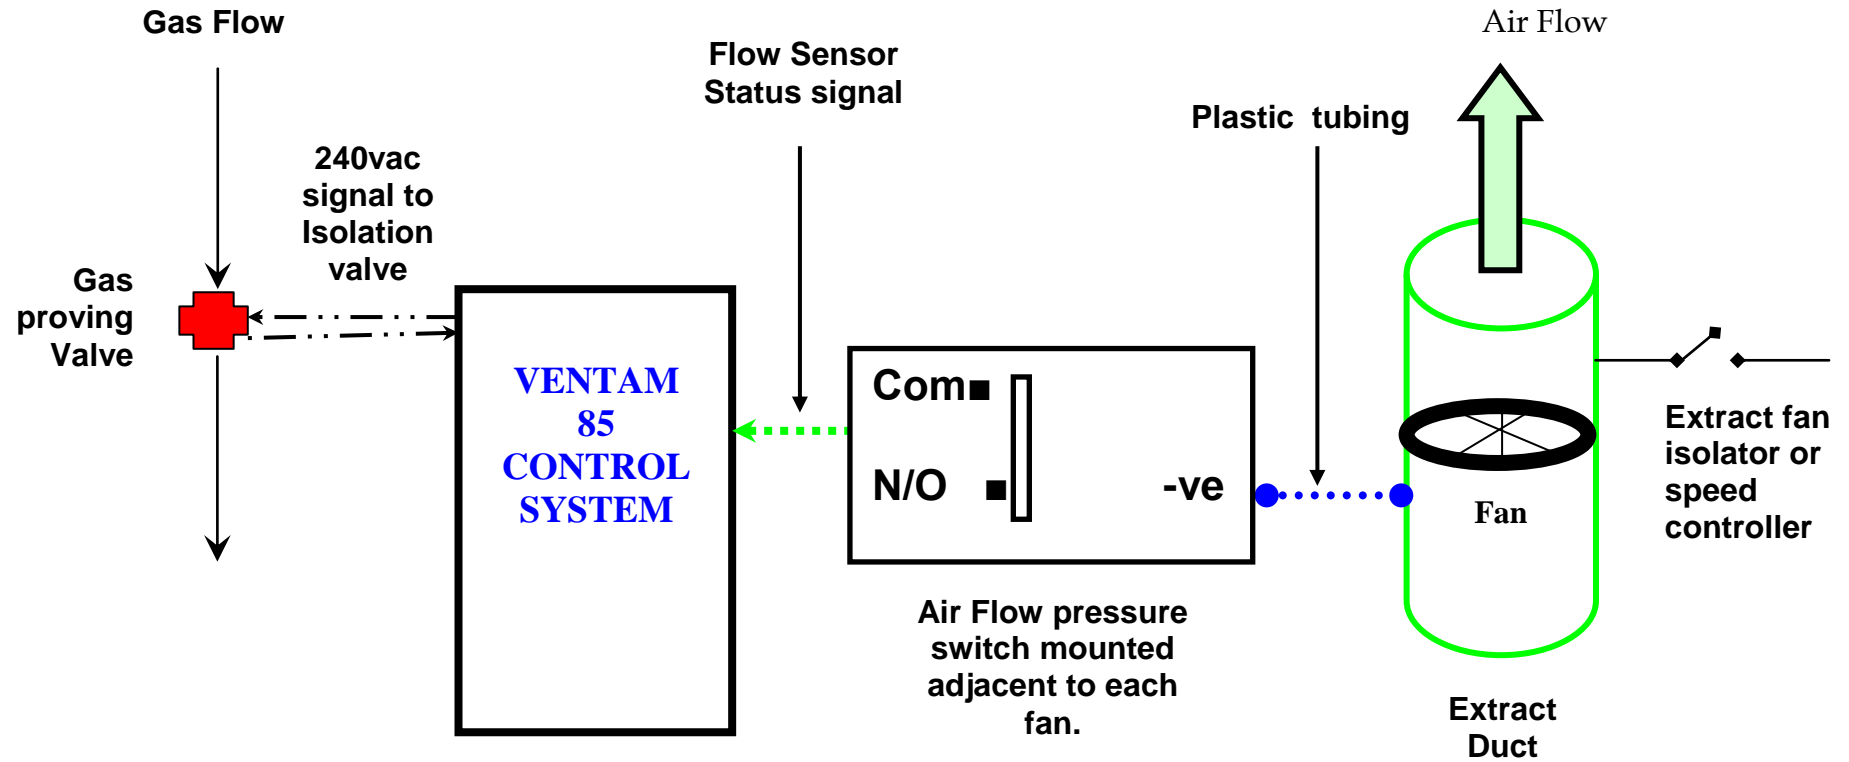 Gas Flow
Flow Sensor
Status signal
Air Flow
Plastic tubing
240vac
signal to
Isolation
valve
Gas
proving
Valve
VENTAM
85
CONTROL
SYSTEM
Com
N/O
-ve
Fan
Extract fan
isolator or
speed
controller
Air Flow pressure
switch mounted
adjacent to each
fan.
Extract
Duct